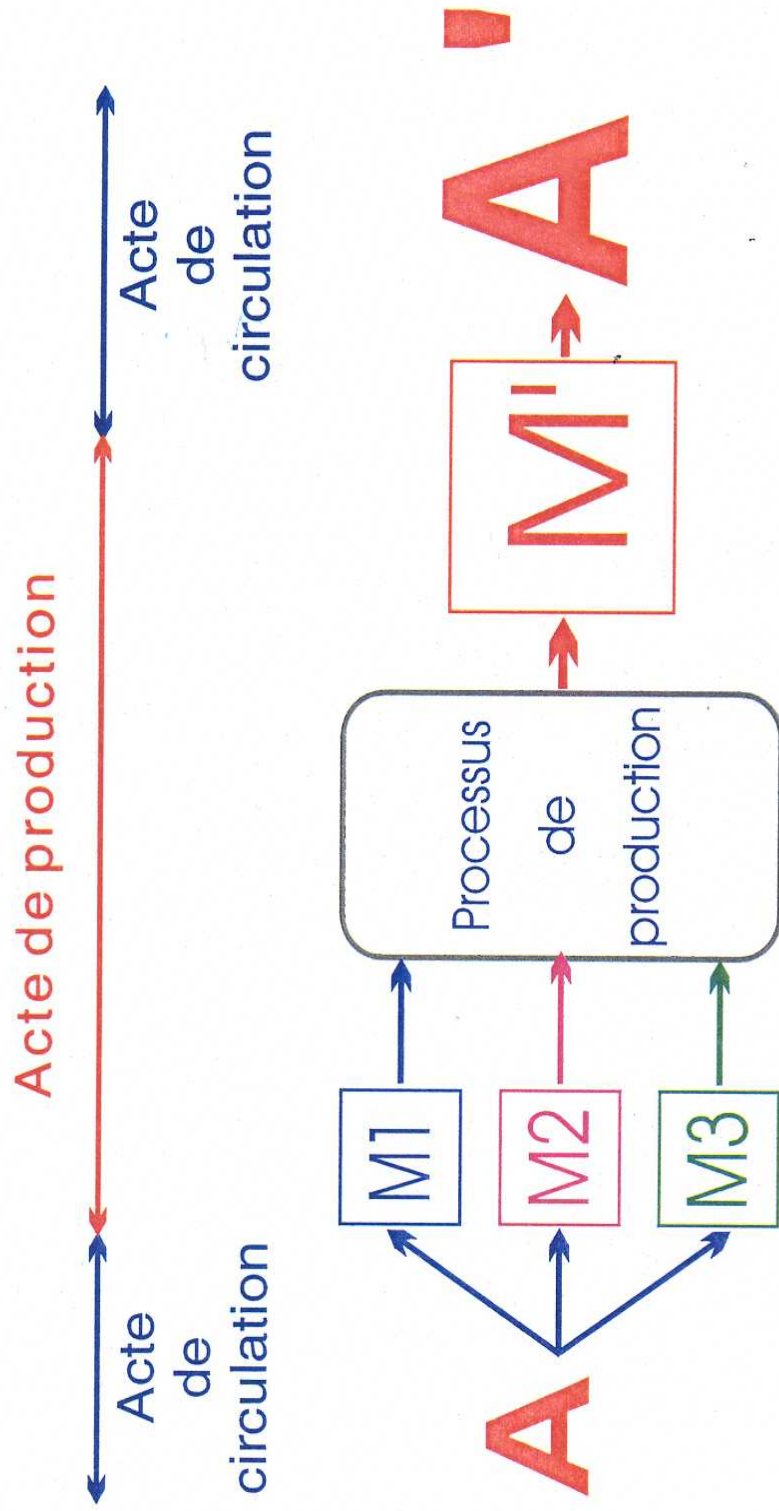 Acte de production
Acte
de
circulation
Acte
de
circulation
A
M1
M2
M3
Processus
de
production
M'
A'